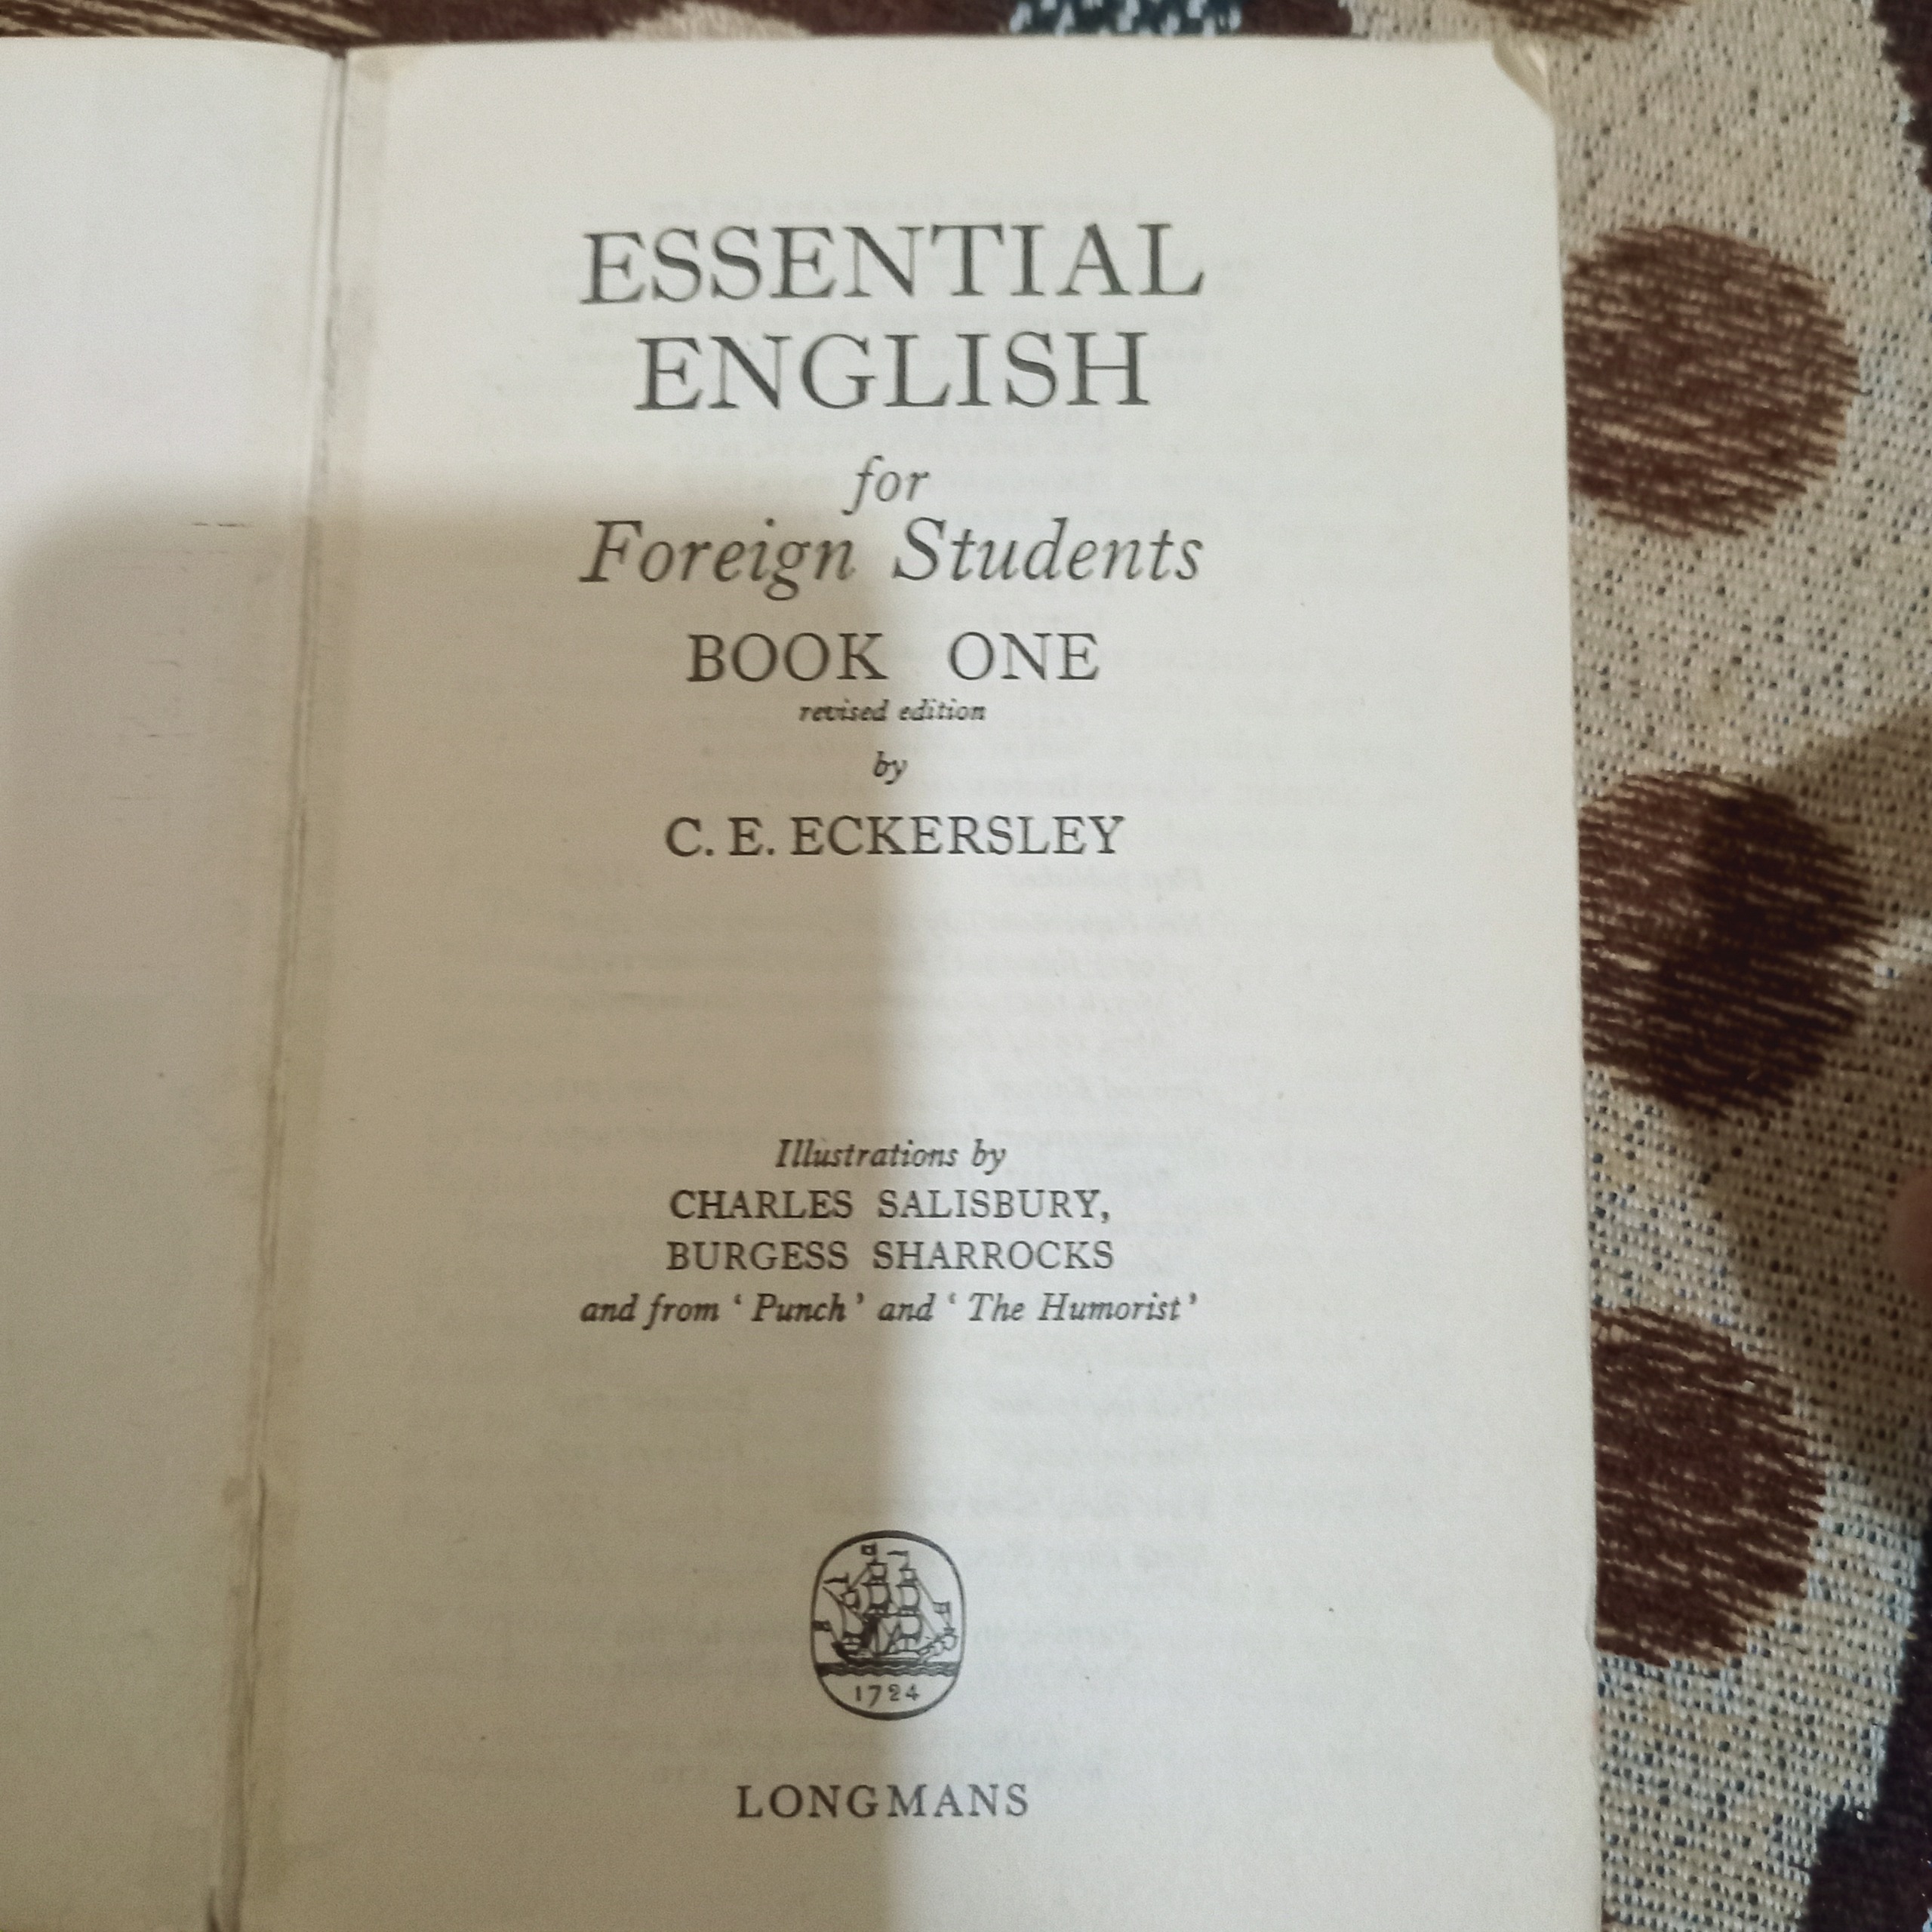 ESSENTIAL
ENGLISH
for
Foreign Students
BOOK ONE
revised edition
by
C. E. ECKERSLEY
Illustrations by
CHARLES SALISBURY,
BURGESS SHARROCKS
and from ‘ Punch ’ and ‘ The Humorist ’
1724
LONGMANS